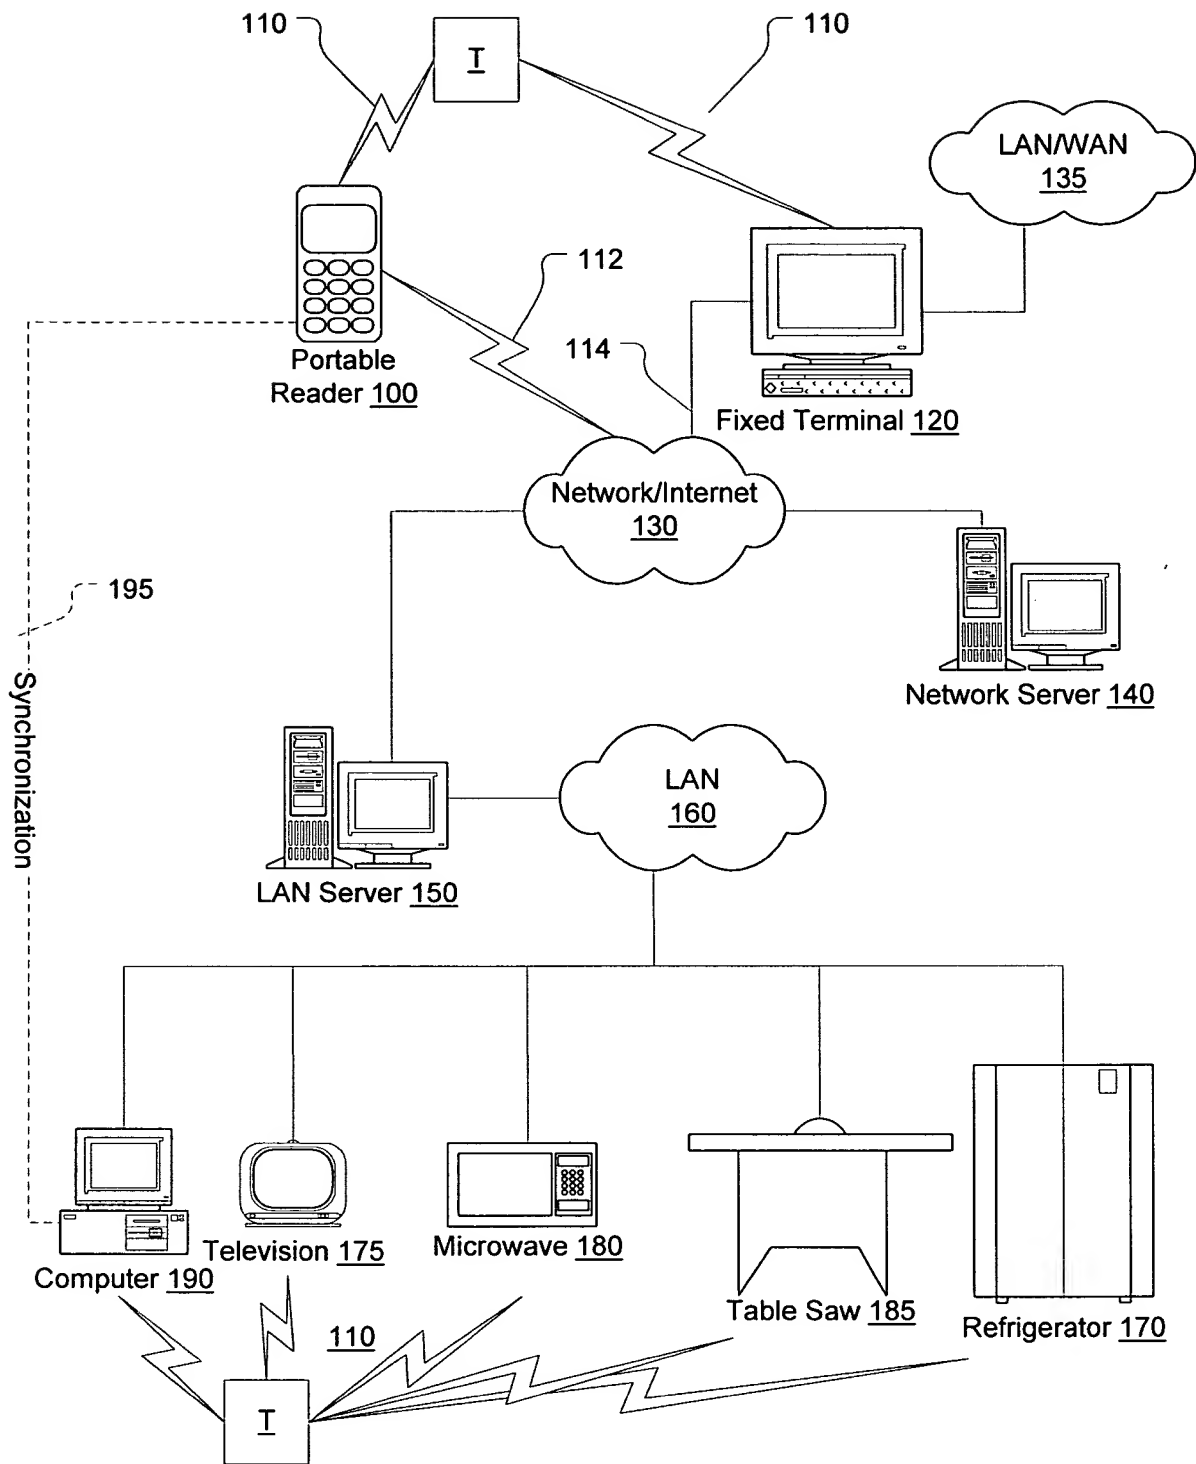 110
T
110
LAN/WAN
135
112
114
Portable
Reader 100
Fixed Terminal 120
Network/Internet
130
195
Synchronization
Network Server 140
LAN
160
LAN Server 150
Computer 190
Television 175
Microwave 180
Table Saw 185
Refrigerator 170
110
T